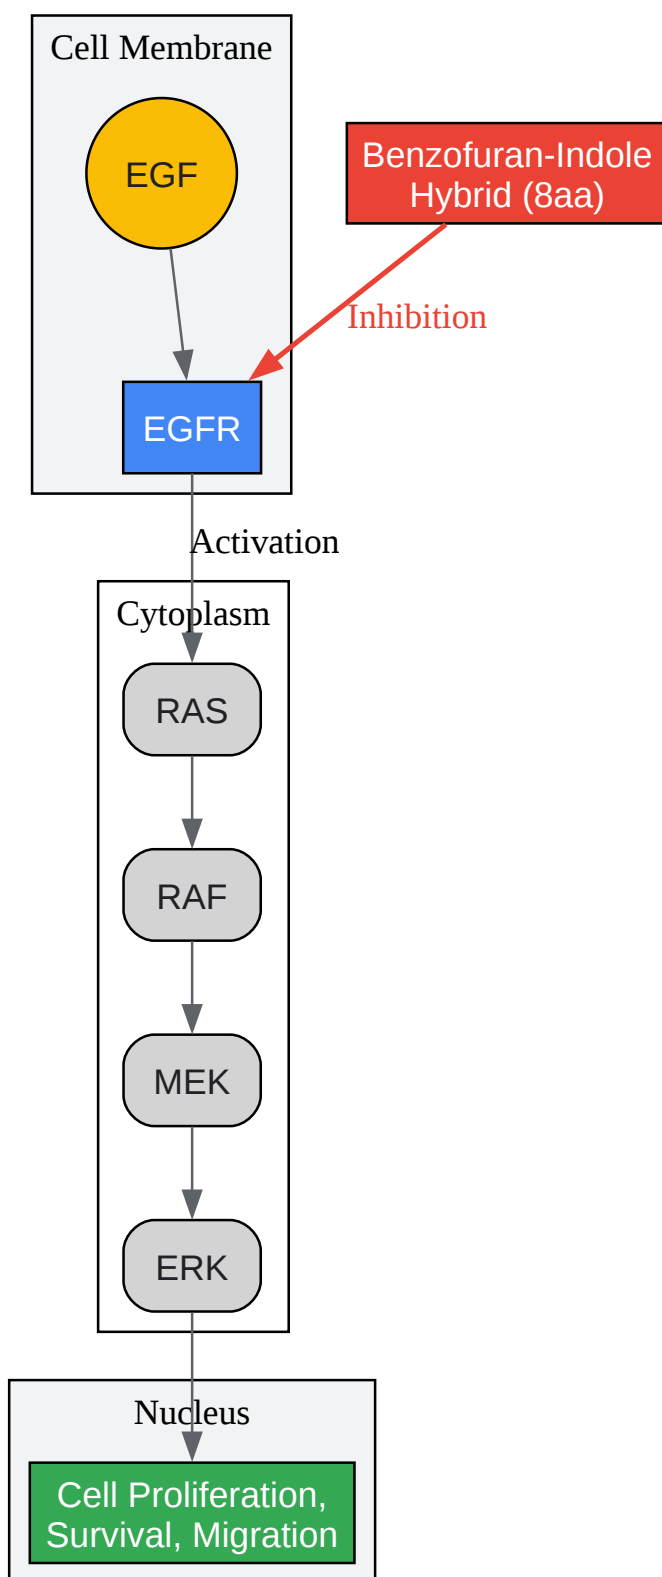 Cell Membrane
EGF
Benzofuran-Indole
Hybrid (8aa)
Inhibition
EGFR
Activation
Cytoplasm
RAS
RAF
MEK
ERK
Nucleus
Cell Proliferation,
Survival, Migration